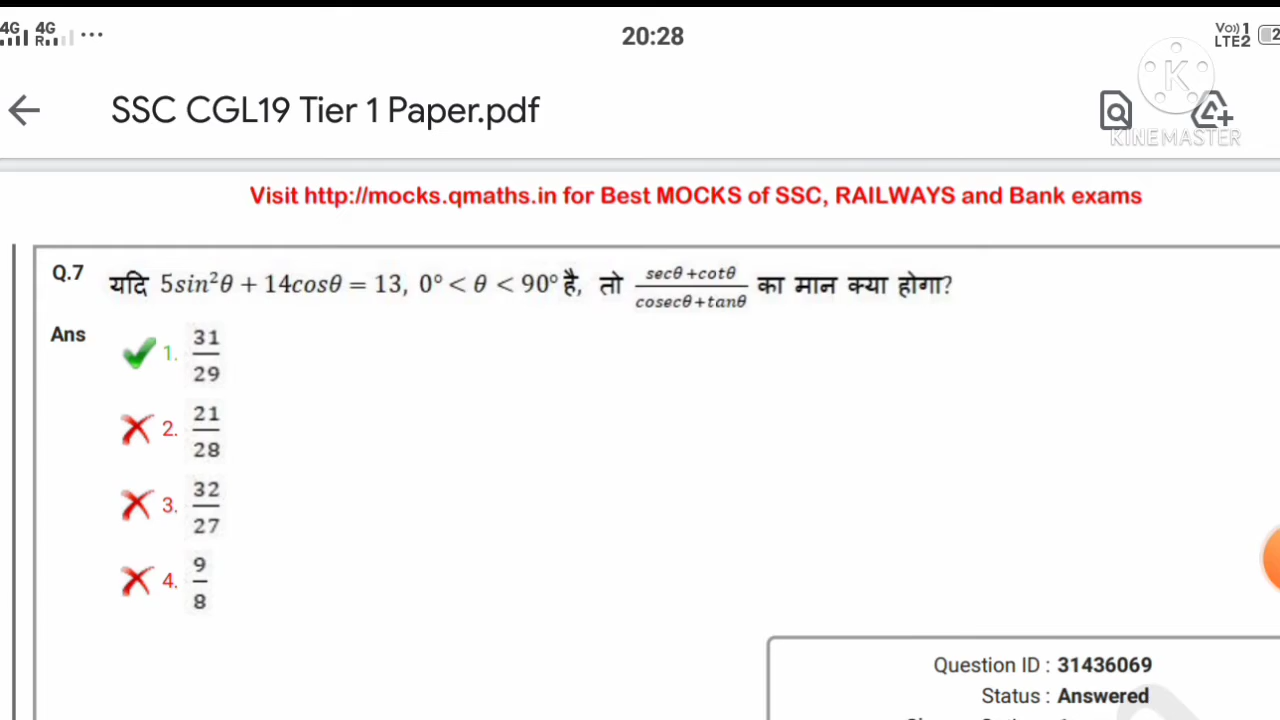 4G 4G R ... 20:28 Vo)) 1 LTE2 2
SSC CGL19 Tier 1 Paper.pdf
KINEMASTER
Visit http://mocks.qmaths.in for Best MOCKS of SSC, RAILWAYS and Bank exams
Q.7 यदि 5sin²θ + 14cosθ = 13, 0° < θ < 90° है, तो (secθ +cotθ)/(cosecθ+tanθ) का मान क्या होगा?
Ans
1. 31/29
2. 21/28
3. 32/27
4. 9/8
Question ID : 31436069
Status : Answered